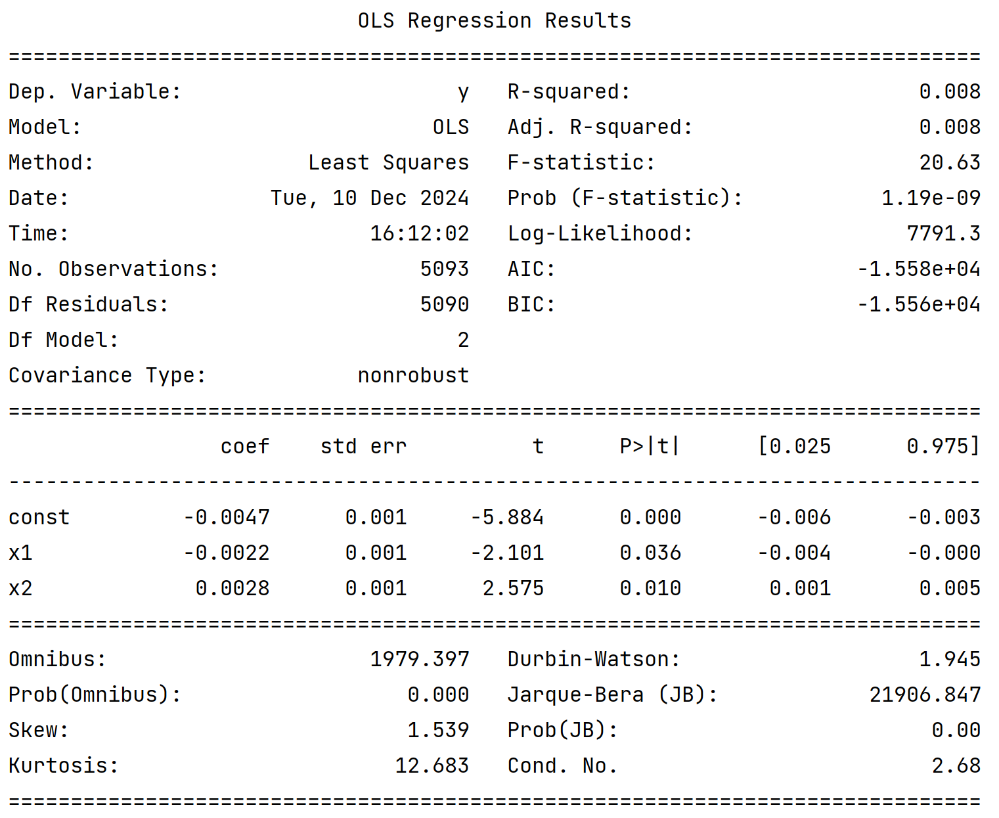 OLS Regression Results
==============================================================================
Dep. Variable:                      y   R-squared:                       0.008
Model:                            OLS   Adj. R-squared:                  0.008
Method:                 Least Squares   F-statistic:                     20.63
Date:                Tue, 10 Dec 2024   Prob (F-statistic):           1.19e-09
Time:                        16:12:02   Log-Likelihood:                 7791.3
No. Observations:                5093   AIC:                        -1.558e+04
Df Residuals:                    5090   BIC:                        -1.556e+04
Df Model:                           2
Covariance Type:            nonrobust
==============================================================================
                 coef    std err          t      P>|t|      [0.025      0.975]
------------------------------------------------------------------------------
const         -0.0047      0.001     -5.884      0.000      -0.006      -0.003
x1            -0.0022      0.001     -2.101      0.036      -0.004      -0.000
x2             0.0028      0.001      2.575      0.010       0.001       0.005
==============================================================================
Omnibus:                     1979.397   Durbin-Watson:                   1.945
Prob(Omnibus):                  0.000   Jarque-Bera (JB):            21906.847
Skew:                           1.539   Prob(JB):                         0.00
Kurtosis:                      12.683   Cond. No.                         2.68
==============================================================================